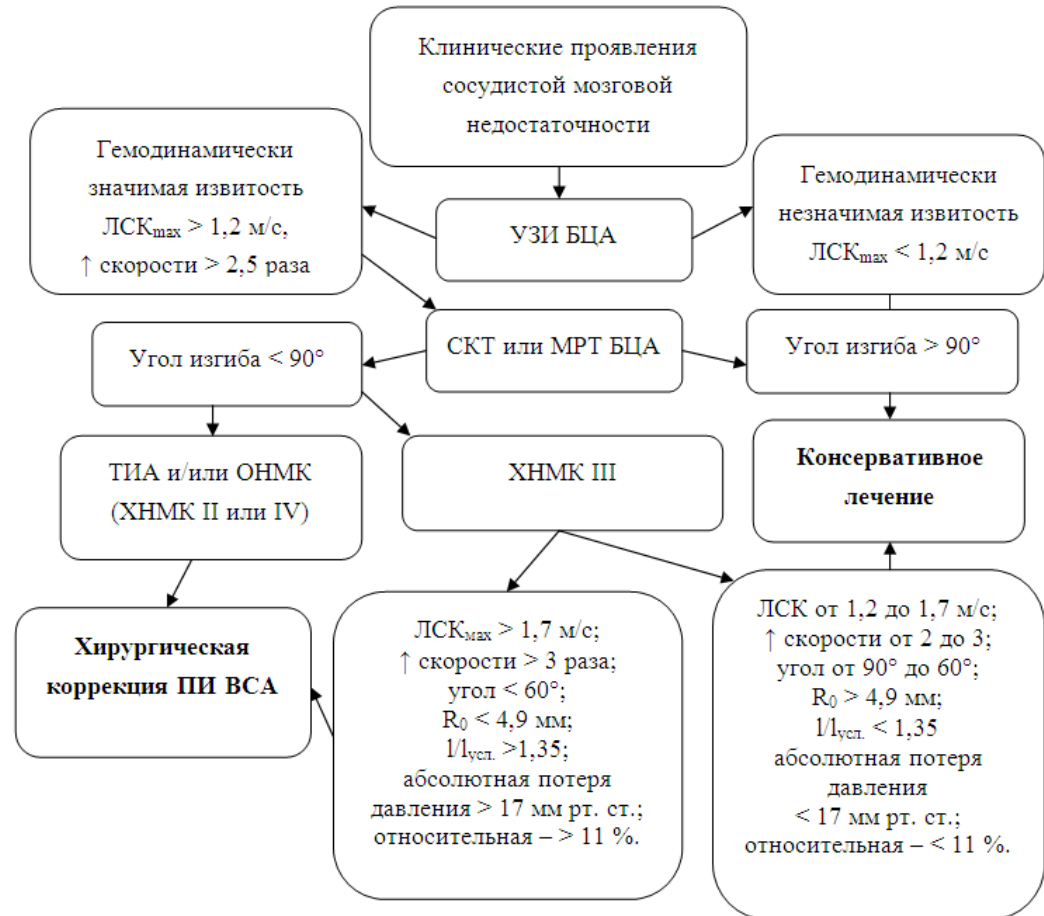 Клинические проявления
сосудистой мозговой
недостаточности
Гемодинамически
значимая извитость
ЛСКmax > 1,2 м/с,
↑ скорости > 2,5 раза
УЗИ БЦА
Гемодинамически
незначимая извитость
ЛСКmax < 1,2 м/с
Угол изгиба < 90°
СКТ или МРТ БЦА
Угол изгиба > 90°
ТИА и/или ОНМК
(ХНМК II или IV)
ХНМК III
Консервативное
лечение
Хирургическая
коррекция ПИ ВСА
ЛСКмах > 1,7 м/с;
↑ скорости > 3 раза;
угол < 60°;
R0 < 4,9 мм;
l/lусл. >1,35;
абсолютная потеря
давления > 17 мм рт. ст.;
относительная – > 11 %.
ЛСК от 1,2 до 1,7 м/с;
↑ скорости от 2 до 3;
угол от 90° до 60°;
R0 > 4,9 мм;
l/lусл. < 1,35
абсолютная потеря
давления
< 17 мм рт. ст.;
относительная – < 11 %.